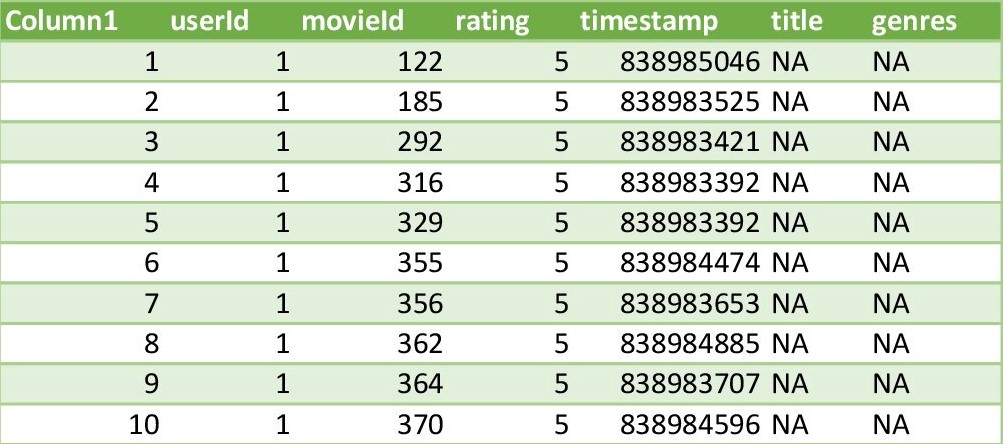 Column1 userId movieId rating timestamp title genres
1 1 122 5 838985046 NA NA
2 1 185 5 838983525 NA NA
3 1 292 5 838983421 NA NA
4 1 316 5 838983392 NA NA
5 1 329 5 838983392 NA NA
6 1 355 5 838984474 NA NA
7 1 356 5 838983653 NA NA
8 1 362 5 838984885 NA NA
9 1 364 5 838983707 NA NA
10 1 370 5 838984596 NA NA